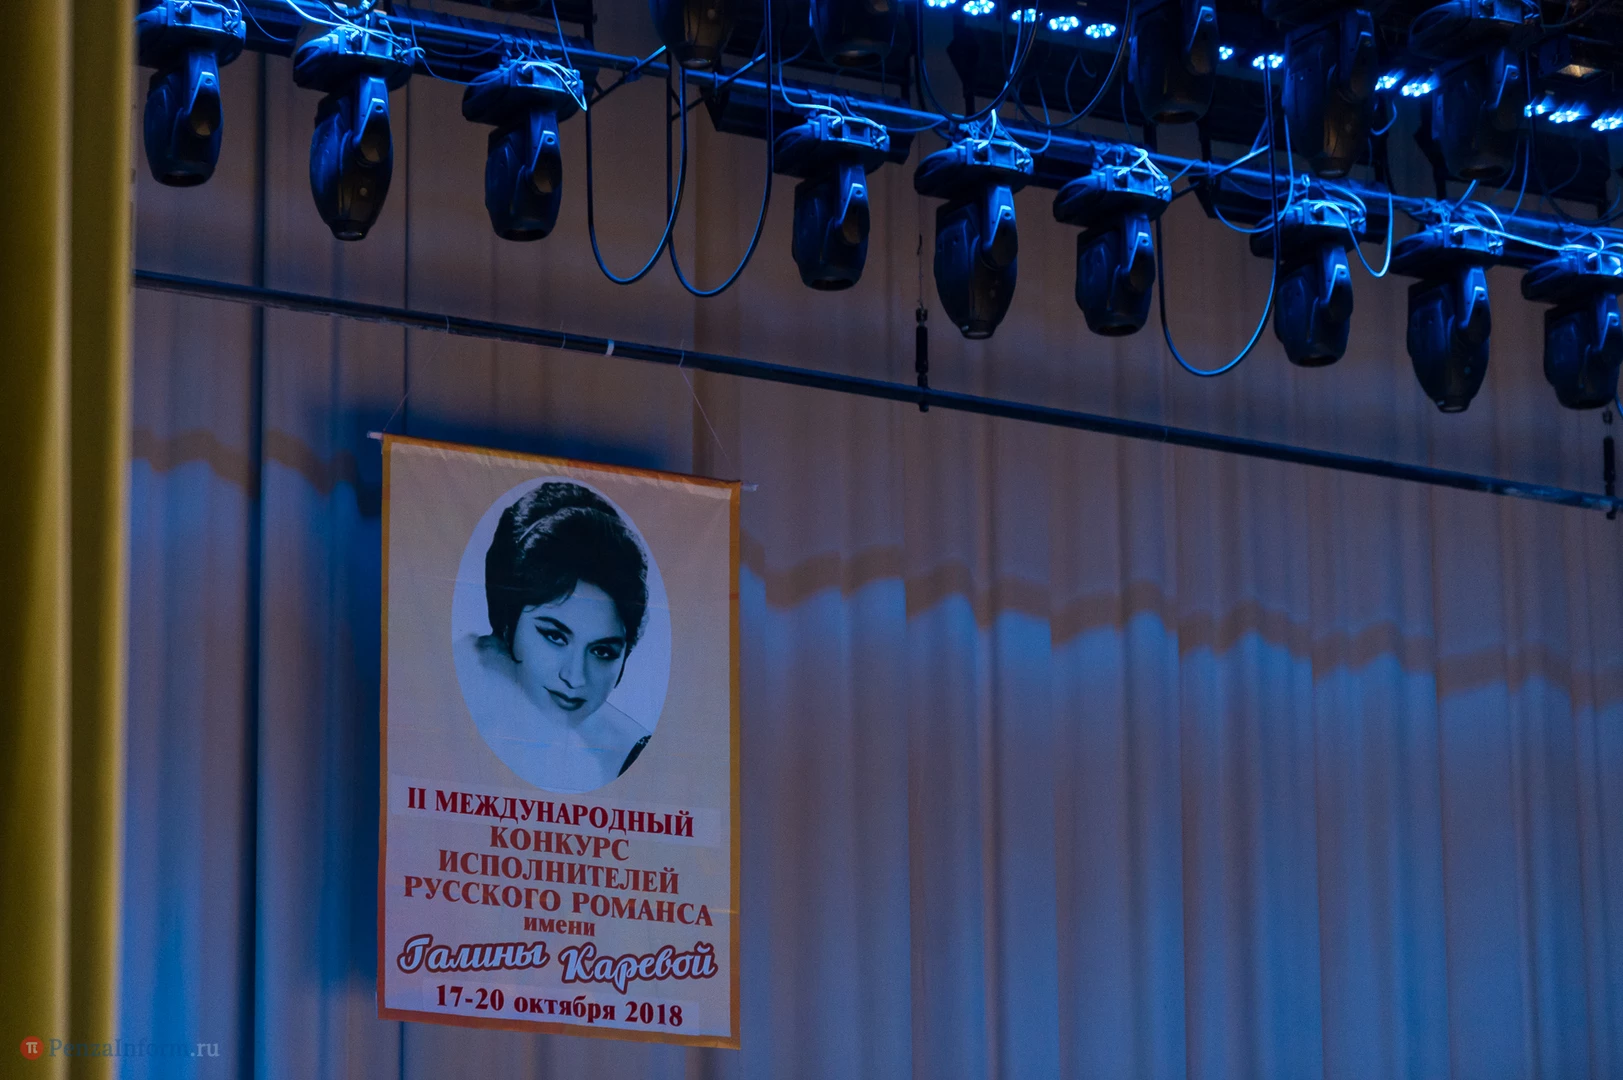 II МЕЖДУНАРОДНЫЙ
КОНКУРС
ИСПОЛНИТЕЛЕЙ
РУССКОГО РОМАНСА
имени
Галины Каревой
17-20 октября 2018
PenzaInform.ru